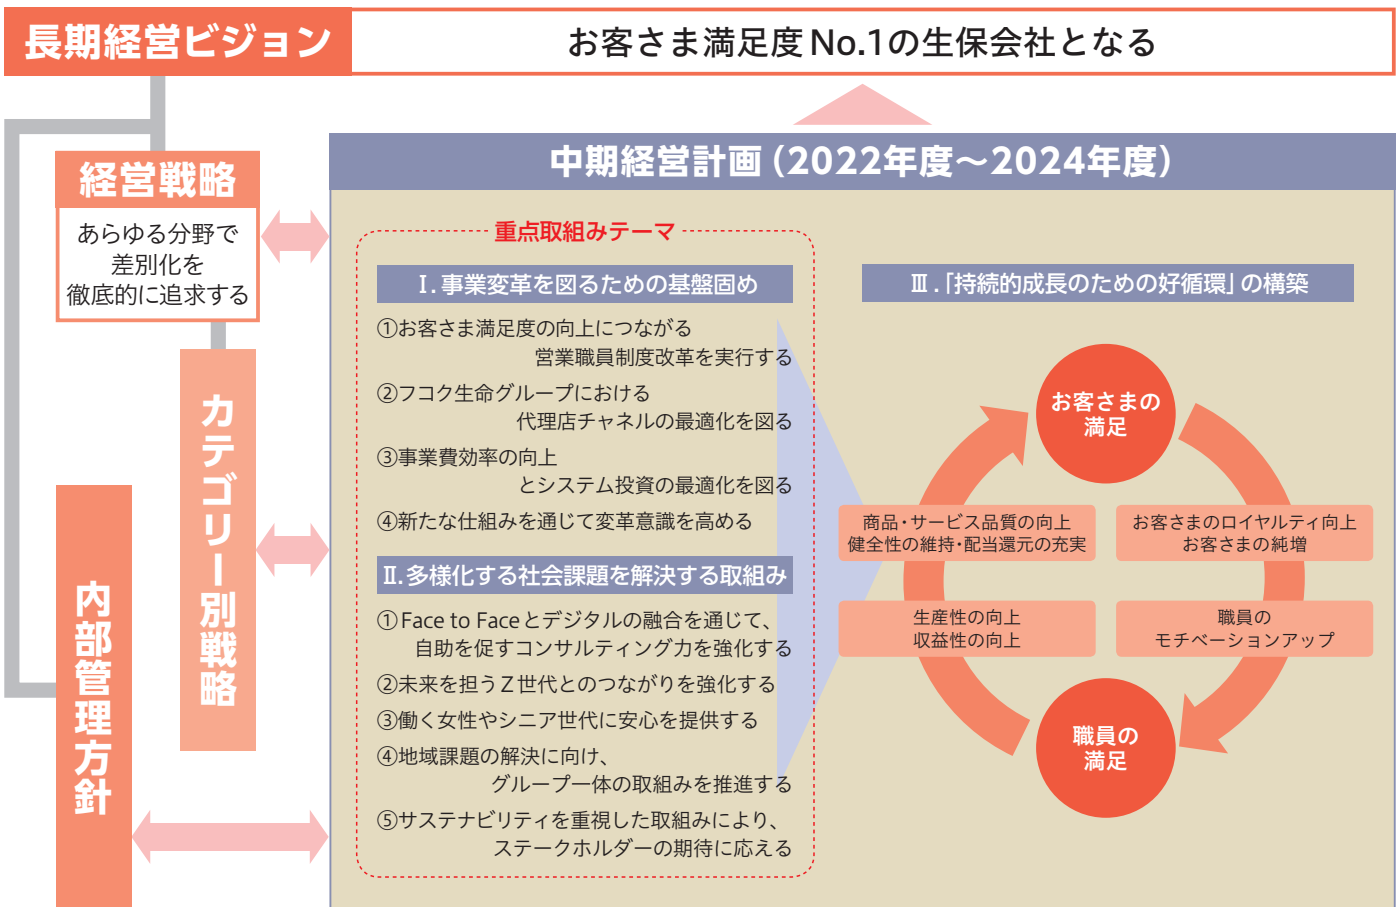 長期経営ビジョン
お客さま満足度No.1の生保会社となる
経営戦略
あらゆる分野で
差別化を
徹底的に追求する
カテゴリー別戦略
内部管理方針
中期経営計画（2022年度～2024年度）
重点取組みテーマ
Ⅰ.事業変革を図るための基盤固め
①お客さま満足度の向上につながる
営業職員制度改革を実行する
②フコク生命グループにおける
代理店チャネルの最適化を図る
③事業費効率の向上
とシステム投資の最適化を図る
④新たな仕組みを通じて変革意識を高める
Ⅱ.多様化する社会課題を解決する取組み
①Face to Faceとデジタルの融合を通じて、
自助を促すコンサルティング力を強化する
②未来を担うZ世代とのつながりを強化する
③働く女性やシニア世代に安心を提供する
④地域課題の解決に向け、
グループ一体の取組みを推進する
⑤サステナビリティを重視した取組みにより、
ステークホルダーの期待に応える
Ⅲ.「持続的成長のための好循環」の構築
お客さまの
満足
商品・サービス品質の向上
健全性の維持・配当還元の充実
お客さまのロイヤルティ向上
お客さまの純増
生産性の向上
収益性の向上
職員の
モチベーションアップ
職員の
満足